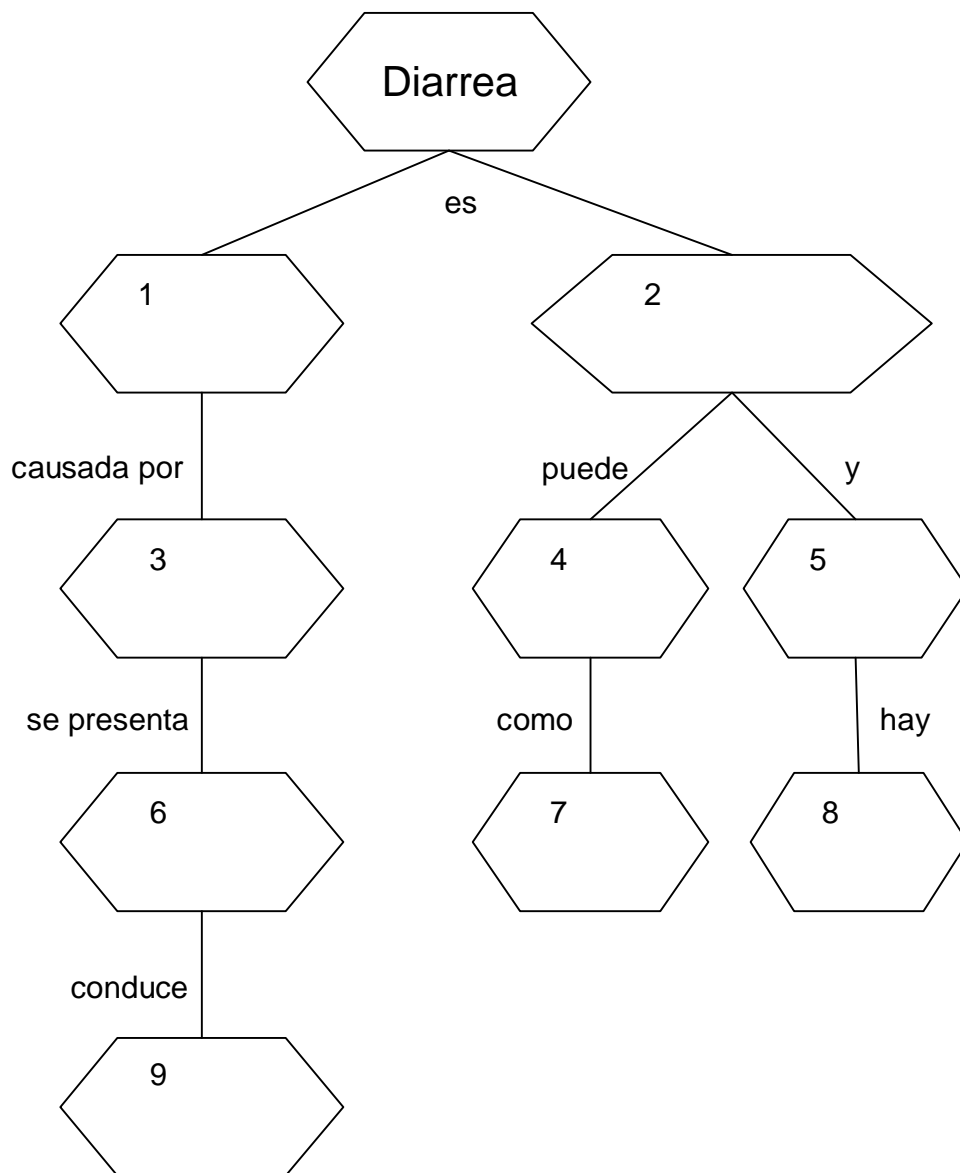 Diarrea
es
1
2
causada por
puede
y
3
4
5
se presenta
como
hay
6
7
8
conduce
9